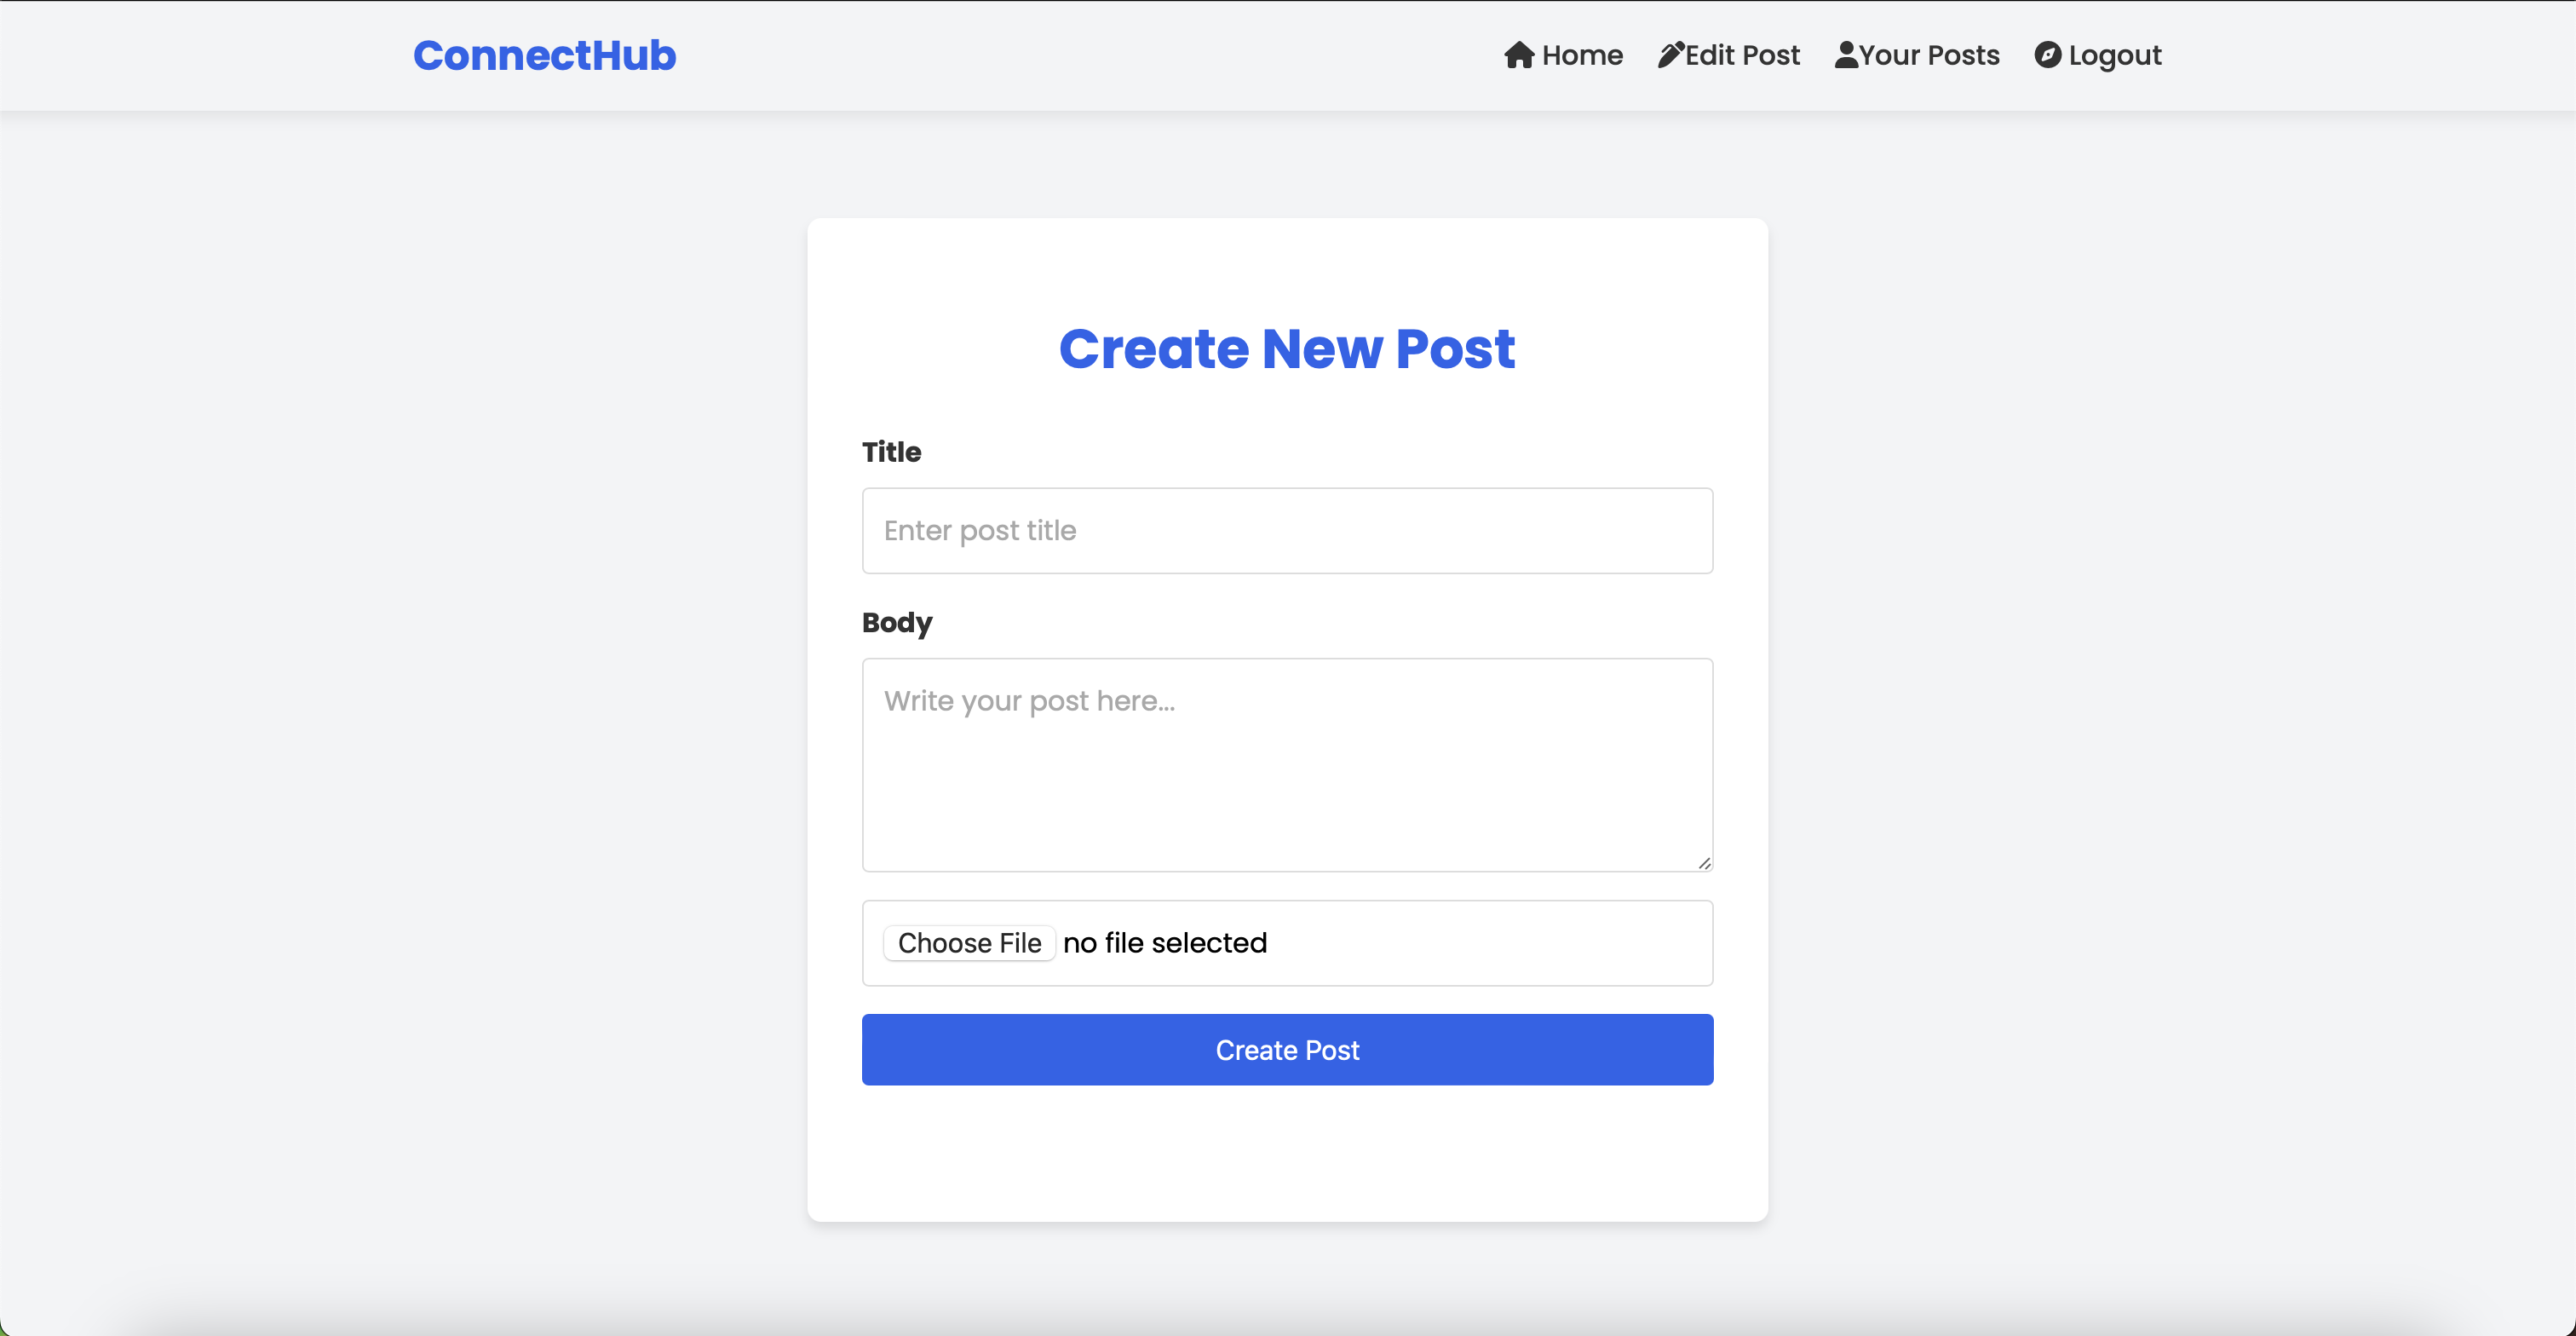 ConnectHub
Home Edit Post Your Posts Logout
Create New Post
Title
Enter post title
Body
Write your post here...
Choose File no file selected
Create Post